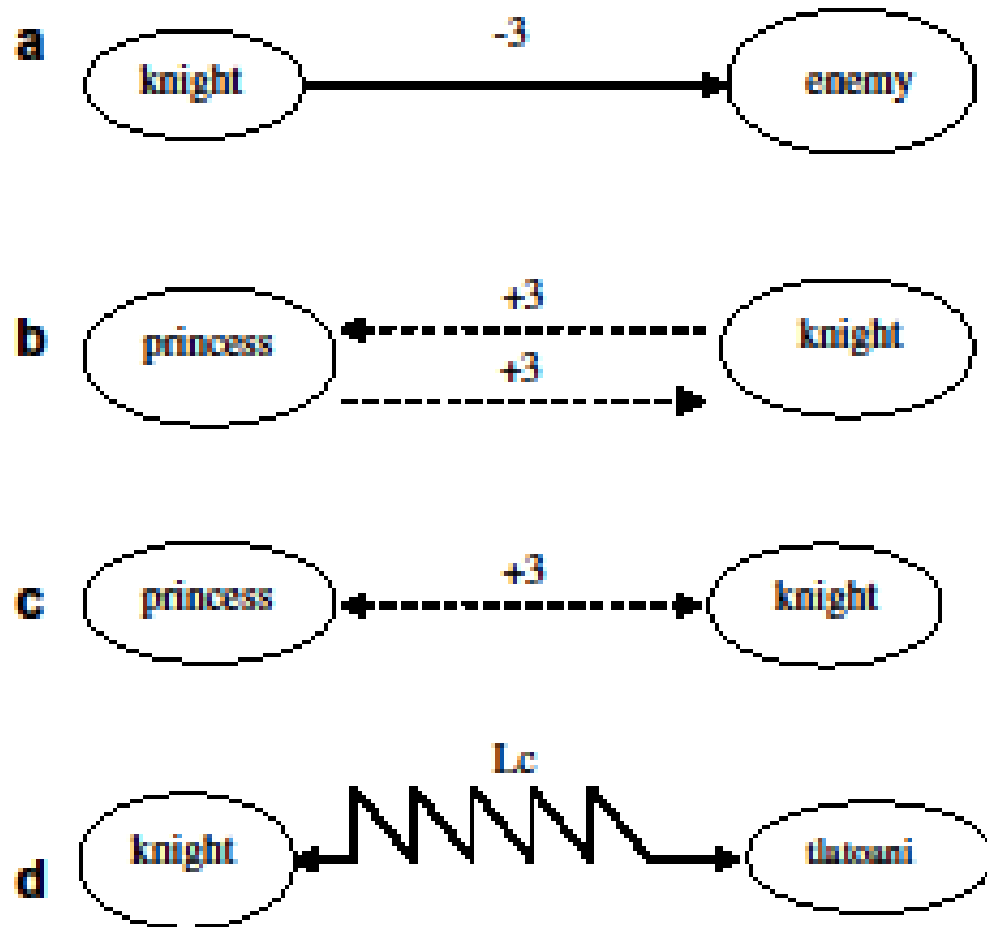 a
-3
knight
enemy
b
+3
princess
knight
+3
c
+3
princess
knight
Lc
knight
tlatoani
d